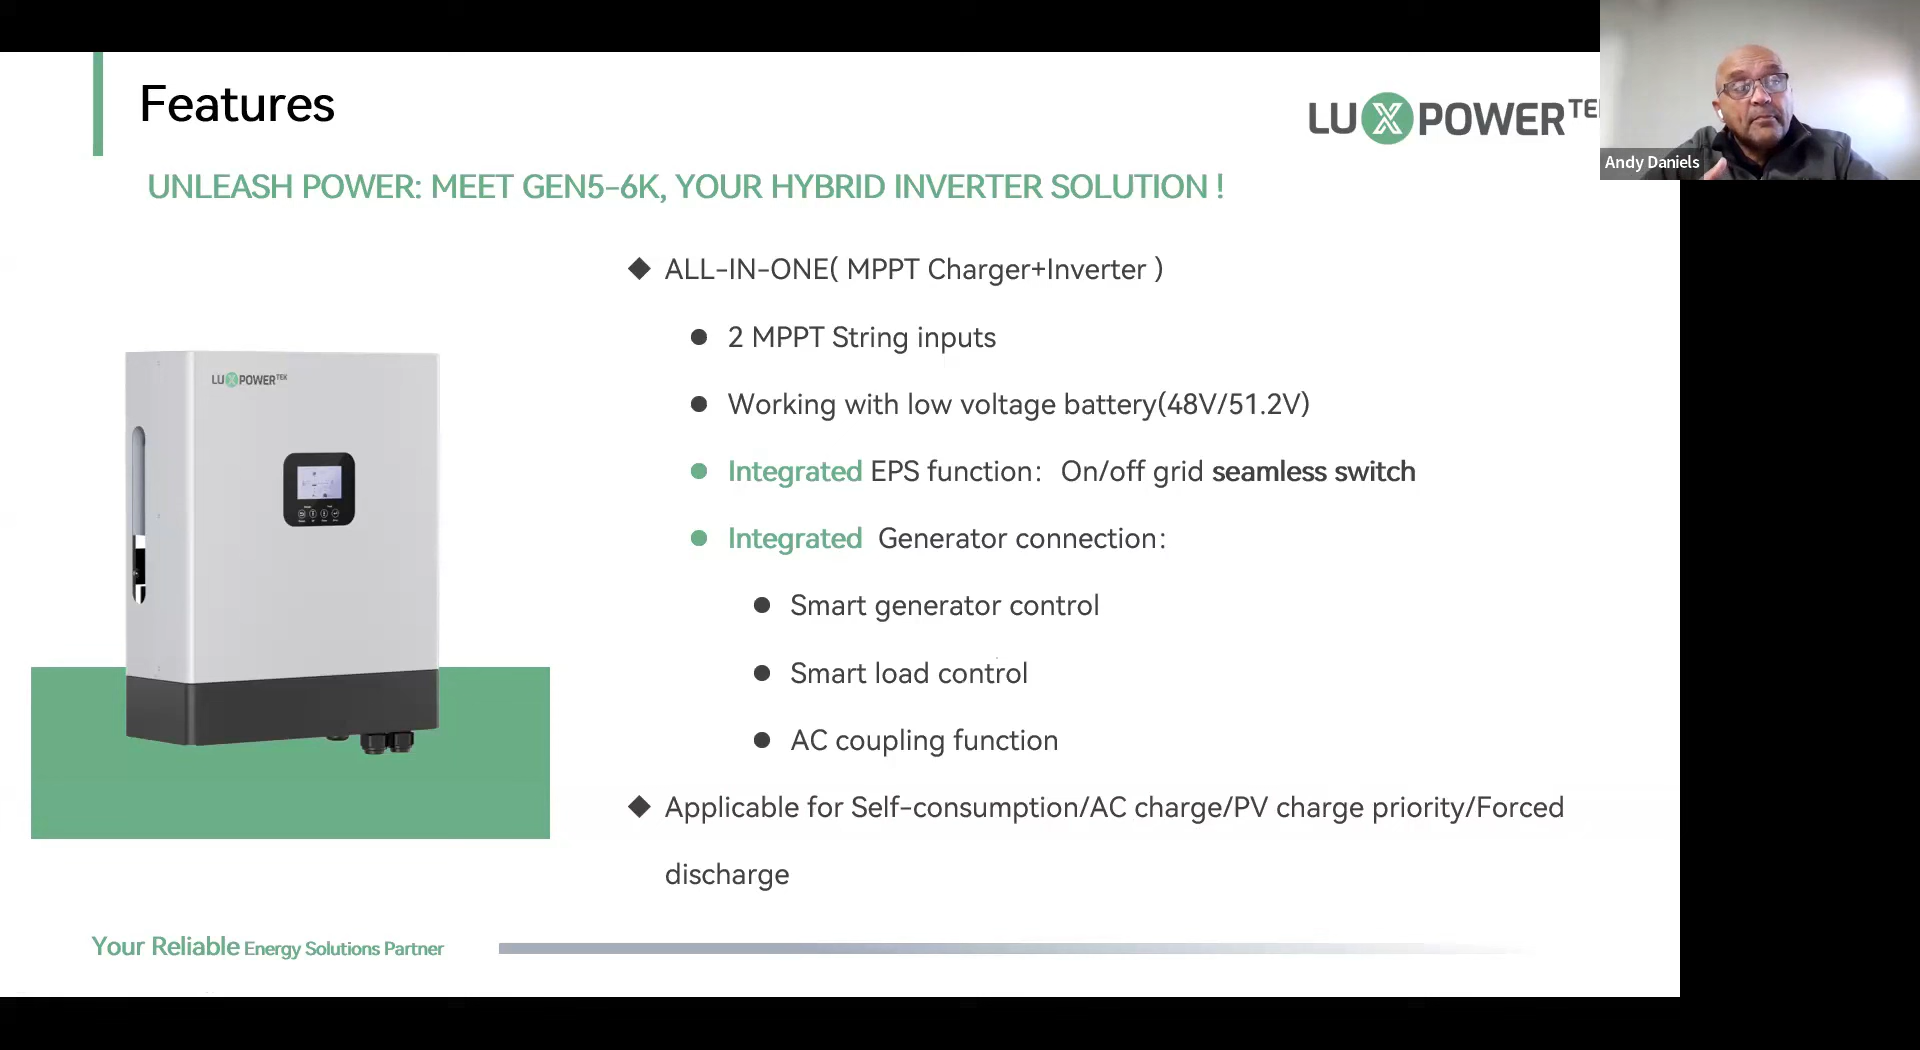 Features
LUXPOWERTE
Andy Daniels
UNLEASH POWER: MEET GEN5-6K, YOUR HYBRID INVERTER SOLUTION !
ALL-IN-ONE( MPPT Charger+Inverter )
2 MPPT String inputs
Working with low voltage battery(48V/51.2V)
Integrated EPS function: On/off grid seamless switch
Integrated Generator connection:
Smart generator control
Smart load control
AC coupling function
Applicable for Self-consumption/AC charge/PV charge priority/Forced
discharge
LUXPOWERTEK
Your Reliable Energy Solutions Partner